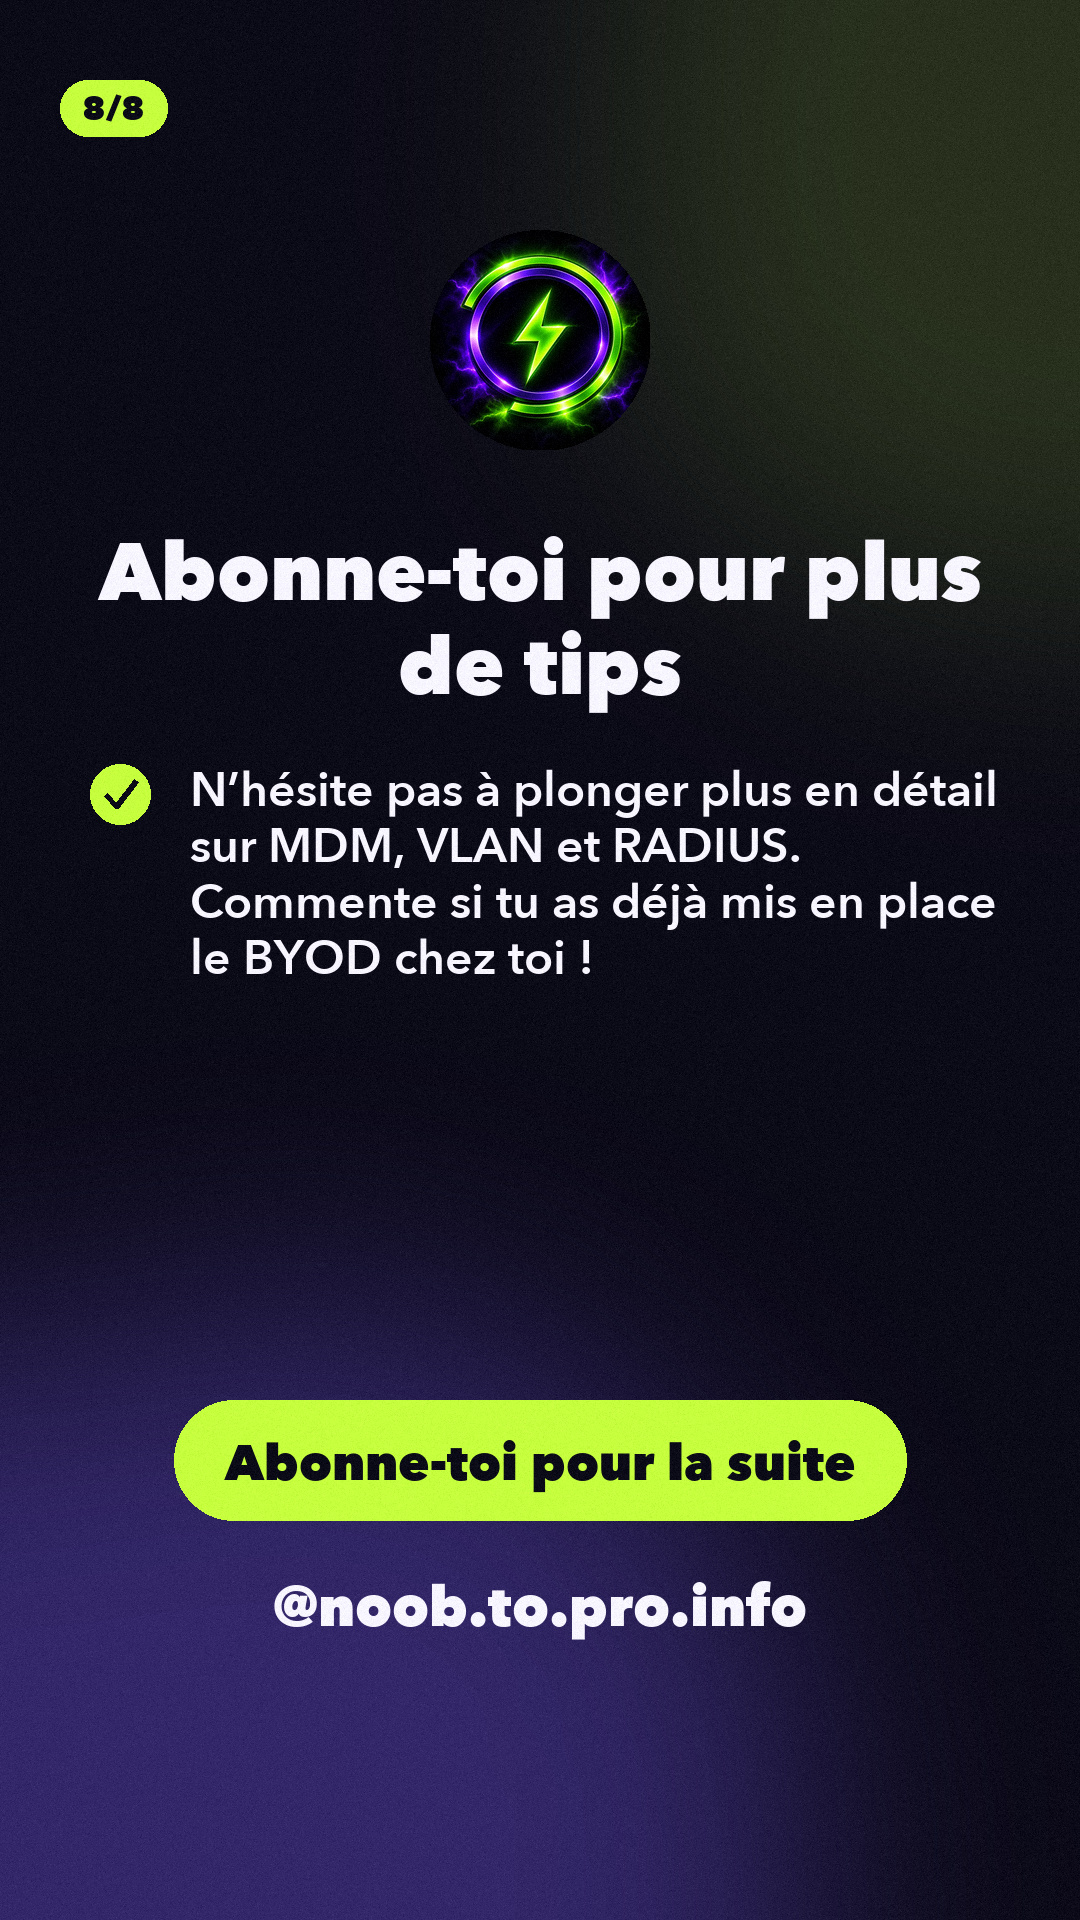 8/8
Abonne-toi pour plus
de tips
N’hésite pas à plonger plus en détail
sur MDM, VLAN et RADIUS.
Commente si tu as déjà mis en place
le BYOD chez toi !
Abonne-toi pour la suite
@noob.to.pro.info